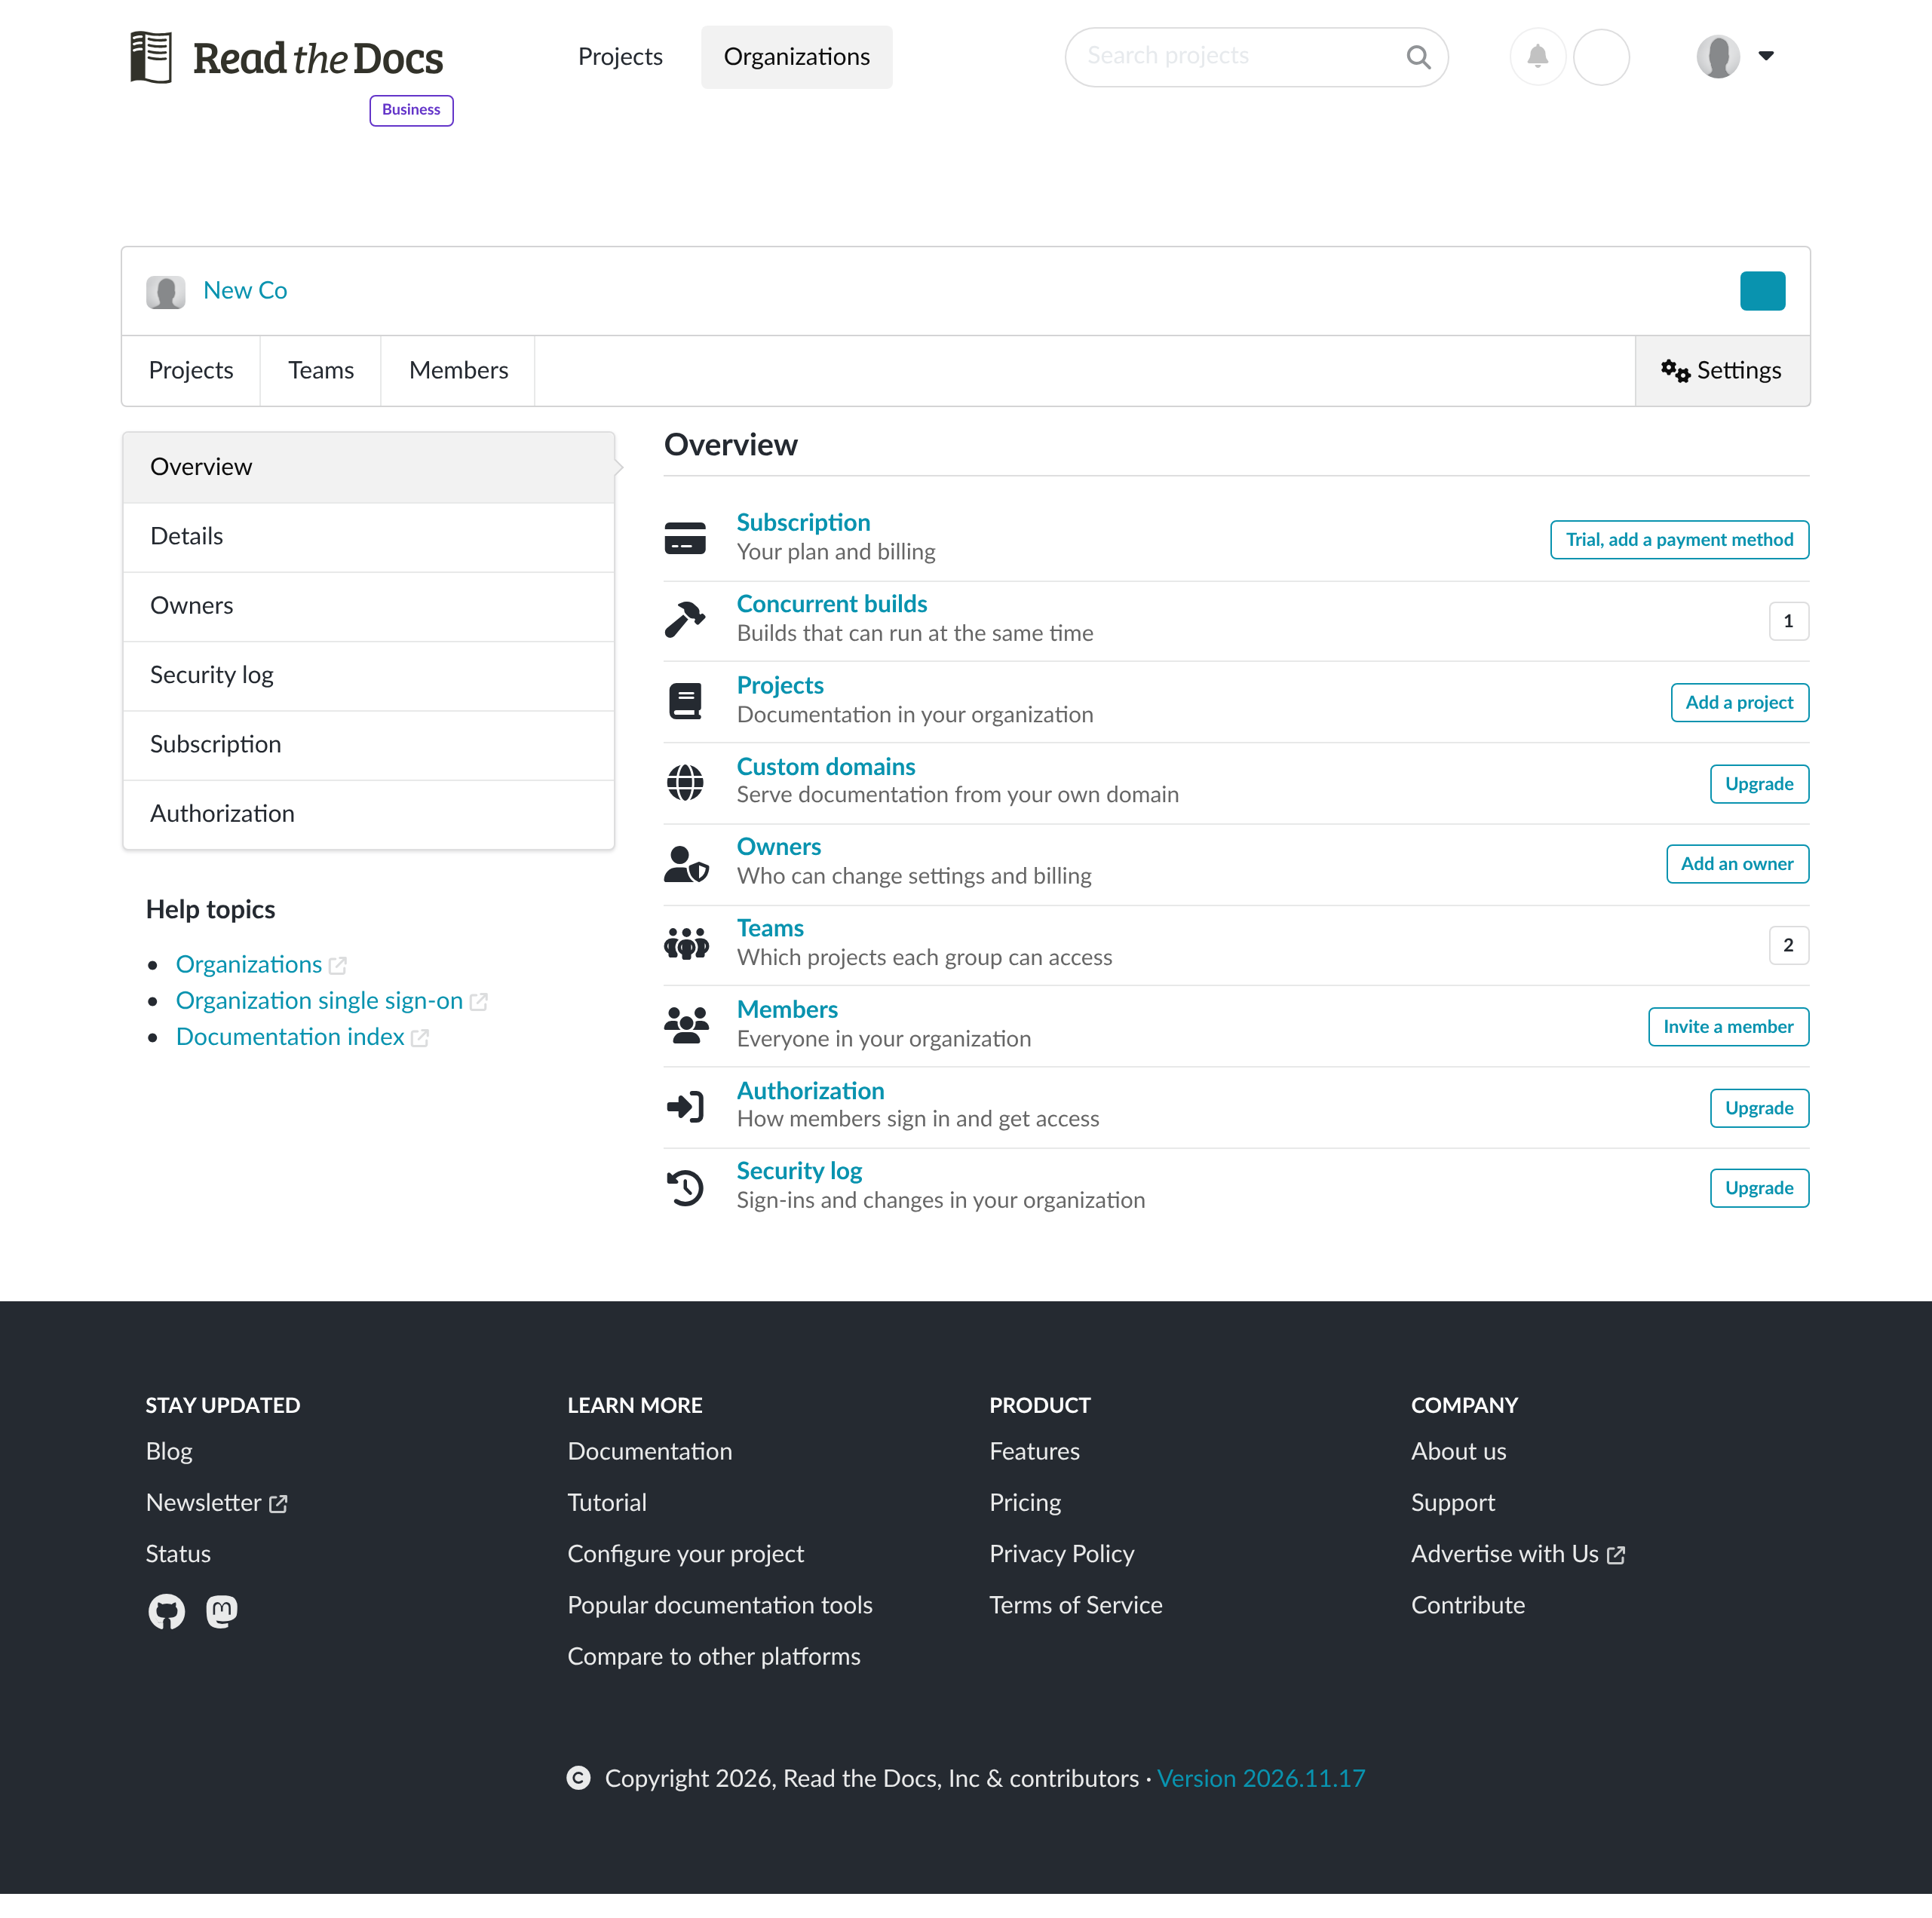 Read the Docs
Business
Projects
Organizations
Search projects
New Co
Projects
Teams
Members
Settings
Overview
Details
Owners
Security log
Subscription
Authorization
Help topics
Organizations
Organization single sign-on
Documentation index
Overview
Subscription
Your plan and billing
Trial, add a payment method
Concurrent builds
Builds that can run at the same time
1
Projects
Documentation in your organization
Add a project
Custom domains
Serve documentation from your own domain
Upgrade
Owners
Who can change settings and billing
Add an owner
Teams
Which projects each group can access
2
Members
Everyone in your organization
Invite a member
Authorization
How members sign in and get access
Upgrade
Security log
Sign-ins and changes in your organization
Upgrade
STAY UPDATED
Blog
Newsletter
Status
LEARN MORE
Documentation
Tutorial
Configure your project
Popular documentation tools
Compare to other platforms
PRODUCT
Features
Pricing
Privacy Policy
Terms of Service
COMPANY
About us
Support
Advertise with Us
Contribute
© Copyright 2026, Read the Docs, Inc & contributors · Version 2026.11.17